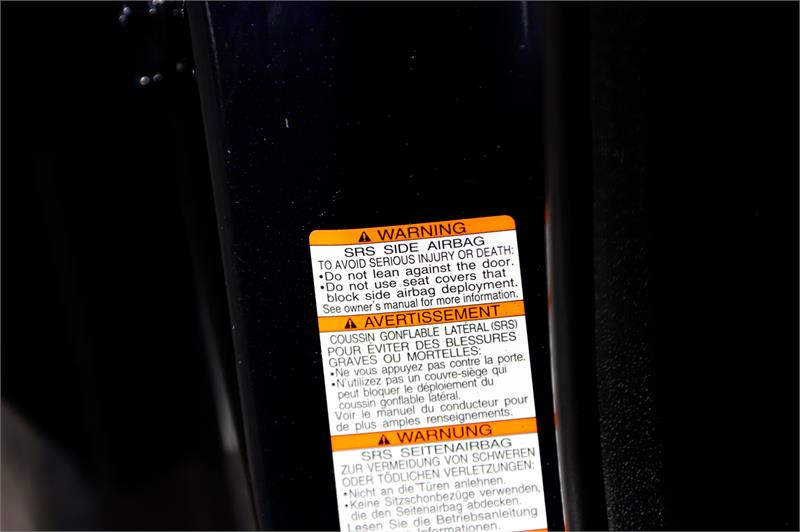 ⚠ WARNING
SRS SIDE AIRBAG
TO AVOID SERIOUS INJURY OR DEATH:
•Do not lean against the door.
•Do not use seat covers that
block side airbag deployment.
See owner's manual for more information.
⚠ AVERTISSEMENT
COUSSIN GONFLABLE LATÉRAL (SRS)
POUR ÉVITER DES BLESSURES
GRAVES OU MORTELLES:
•Ne vous appuyez pas contre la porte.
•N'utilizez pas un couvre-siège qui
peut bloquer le déploiement du
coussin gonflable latéral.
Voir le manuel du conducteur pour
de plus amples renseignements.
⚠ WARNUNG
SRS SEITENAIRBAG
ZUR VERMEIDUNG VON SCHWEREN
ODER TÖDLICHEN VERLETZUNGEN:
•Nicht an die Türen anlehnen.
•Keine Sitzschonbezüge verwenden,
die den Seitenairbag abdecken.
Lesen Sie die Betriebsanleitung
Informationen.